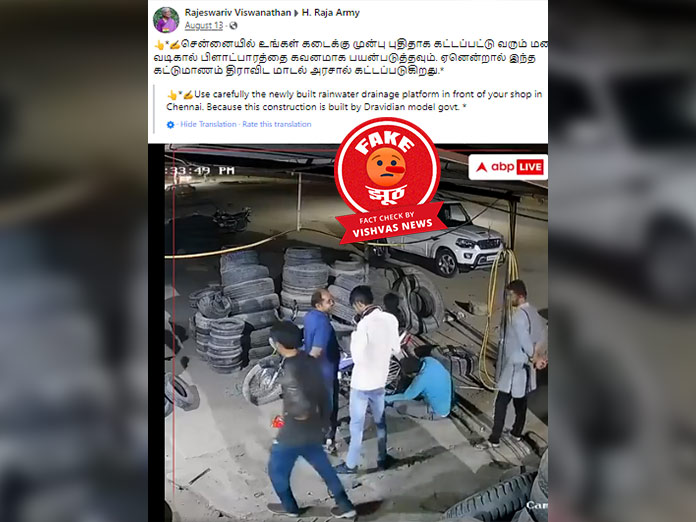 Rajeswariv Viswanathan ▸ H. Raja Army
August 13 ·
👆*✍️சென்னையில் உங்கள் கடைக்கு முன்பு புதிதாக கட்டப்பட்டு வரும்
வடிகால் பிளாட்பாரத்தை கவனமாக பயன்படுத்தவும். ஏனென்றால் இந்த
கட்டுமாணம் திராவிட மாடல் அரசால் கட்டப்படுகிறது.*
👆*✍️Use carefully the newly built rainwater drainage platform in front of your shop in
Chennai. Because this construction is built by Dravidian model govt. *
· Hide Translation · Rate this translation
:33:49 PM
FAKE
झूठ
FACT CHECK BY
VISHVAS NEWS
abp LIVE